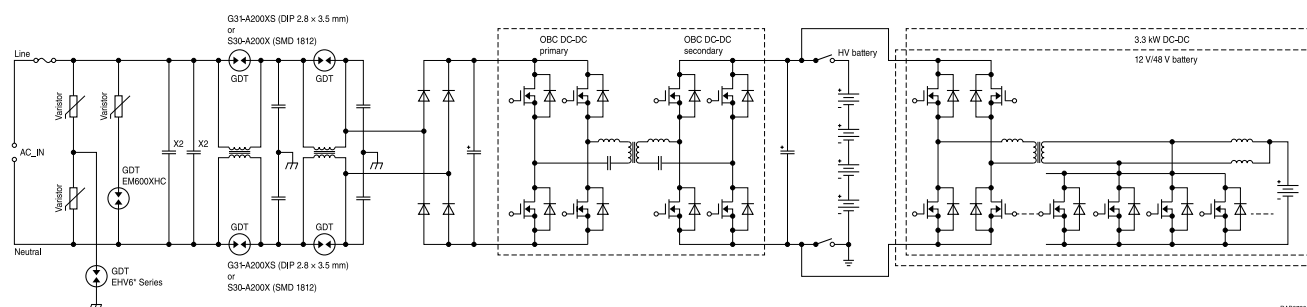 G31-A200XS (DIP 2.8 × 3.5 mm)
or
S30-A200X (SMD 1812)
Line
GDT
GDT
Varistor
Varistor
X2
X2
AC_IN
GDT
EM600XHC
Varistor
Neutral
GDT
GDT
G31-A200XS (DIP 2.8 × 3.5 mm)
or
S30-A200X (SMD 1812)
GDT
EHV6* Series
OBC DC-DC
primary
OBC DC-DC
secondary
HV battery
3.3 kW DC-DC
12 V/48 V battery